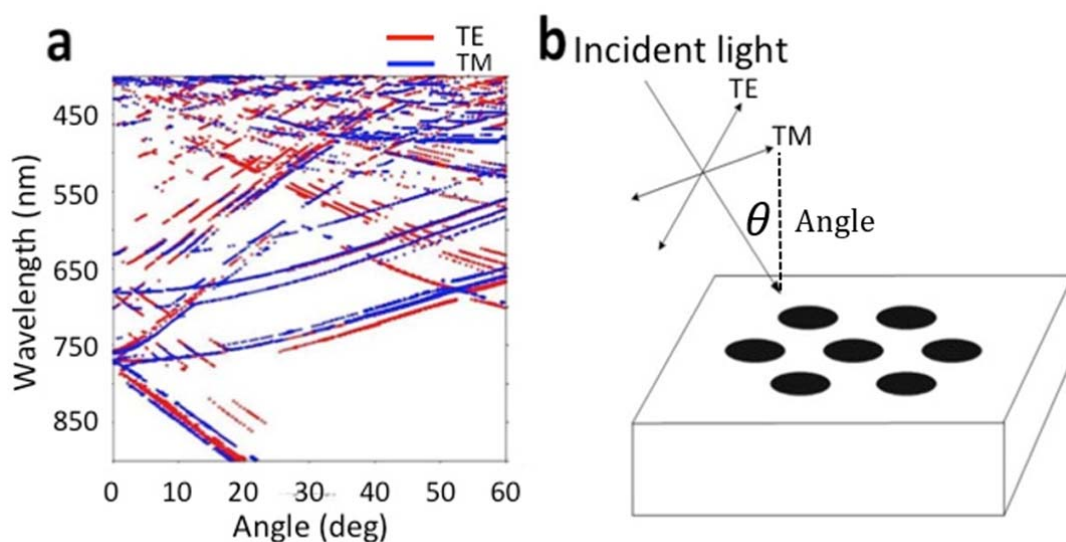 a
TE
TM
450
550
650
750
850
Wavelength (nm)
0 10 20 30 40 50 60
Angle (deg)
b Incident light
TE
TM
θ Angle